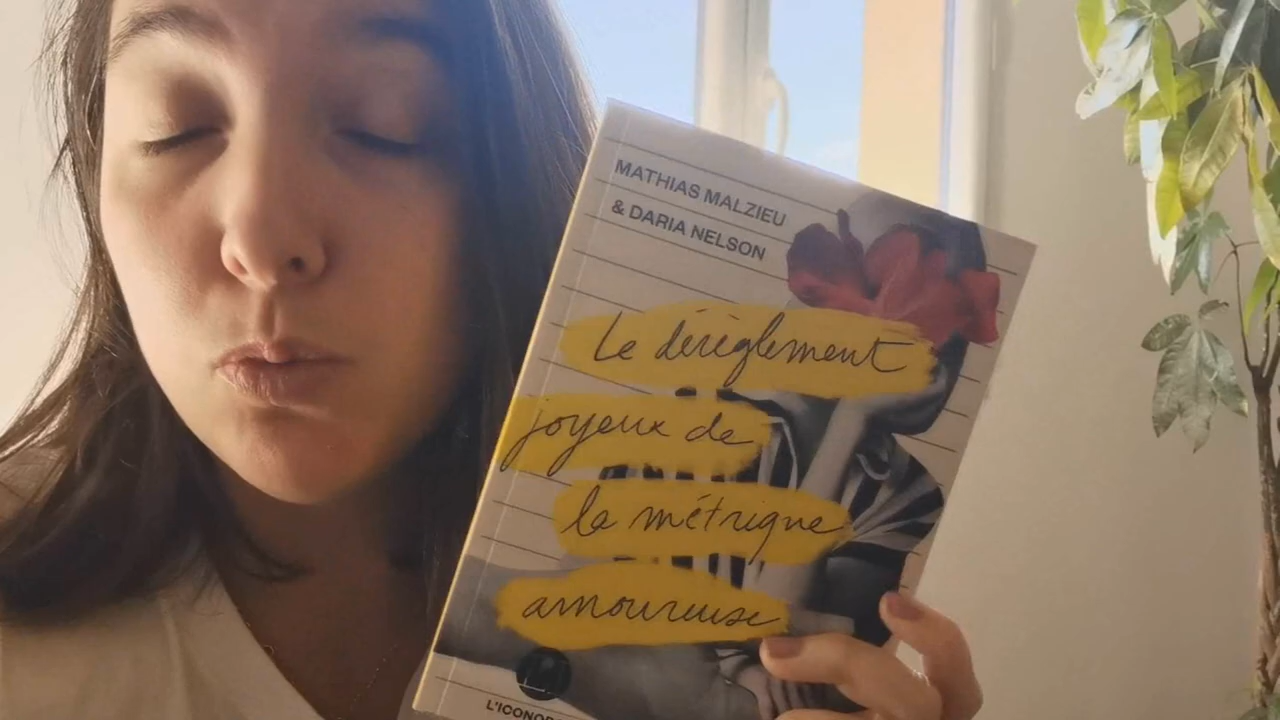 MATHIAS MALZIEU
& DARIA NELSON
Le dérèglement
joyeux de
la métrique
amoureuse